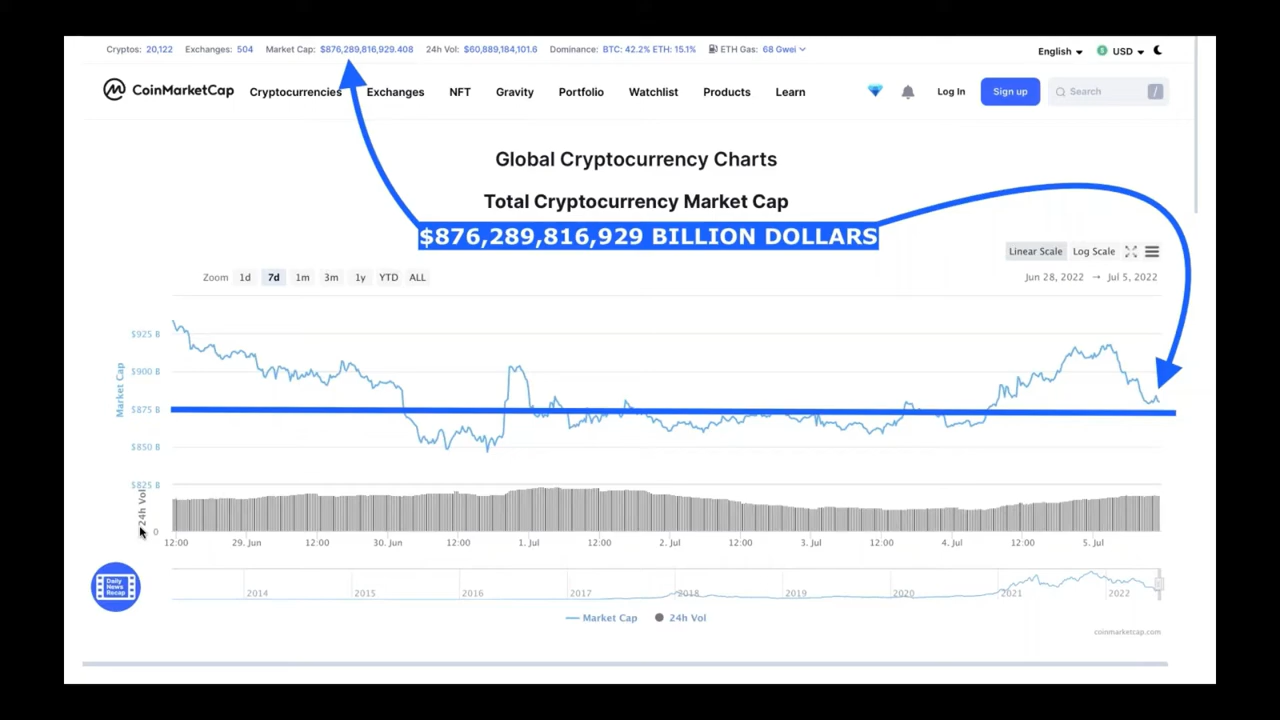 Cryptos: 20,122 Exchanges: 504 Market Cap: $876,289,816,929.408 24h Vol: $60,889,184,101.6 Dominance: BTC: 42.2% ETH: 15.1% ETH Gas: 68 Gwei
English USD
CoinMarketCap Cryptocurrencies Exchanges NFT Gravity Portfolio Watchlist Products Learn Log In Sign up Search /
Global Cryptocurrency Charts
Total Cryptocurrency Market Cap
$876,289,816,929 BILLION DOLLARS
Linear Scale Log Scale
Zoom 1d 7d 1m 3m 1y YTD ALL Jun 28, 2022 → Jul 5, 2022
$925 B
$900 B
$875 B
$850 B
$825 B
0
Market Cap
24h Vol
12:00 29. Jun 12:00 30. Jun 12:00 1. Jul 12:00 2. Jul 12:00 3. Jul 12:00 4. Jul 12:00 5. Jul
Daily
News
Recap
2014 2015 2016 2017 2018 2019 2020 2021 2022
Market Cap 24h Vol
coinmarketcap.com